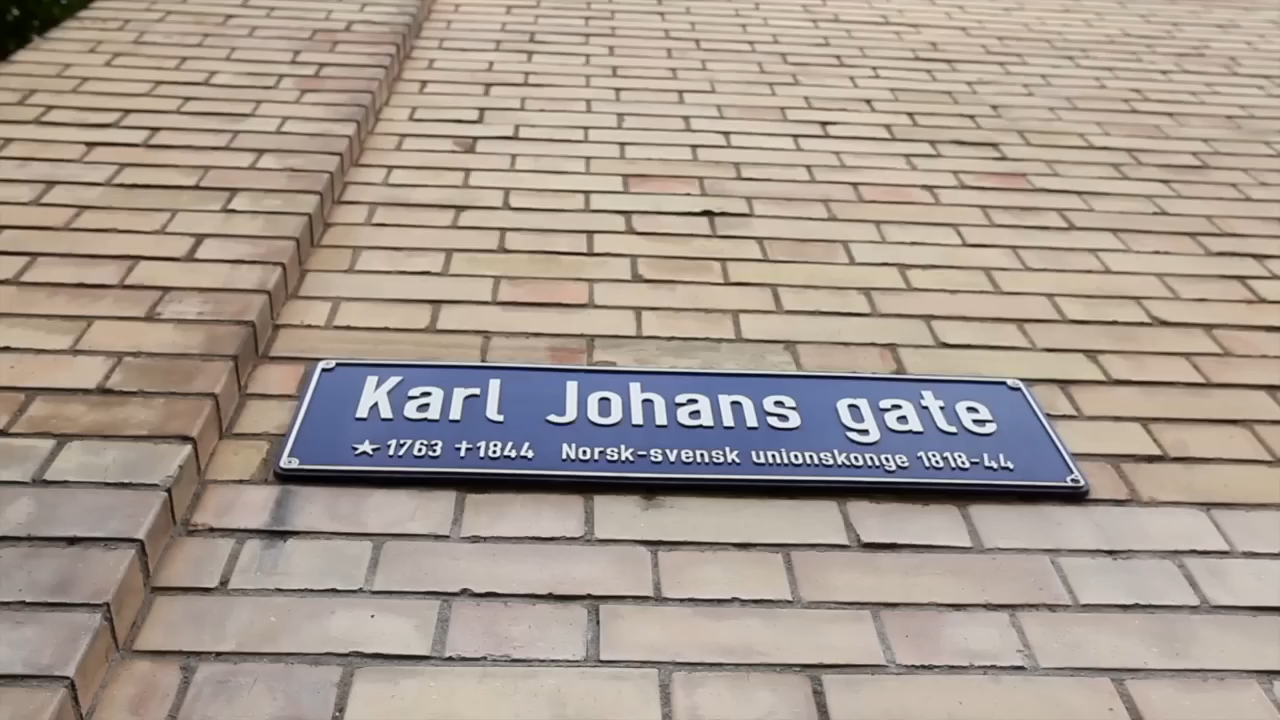 Karl Johans gate
★1763 †1844 Norsk-svensk unionskonge 1818-44